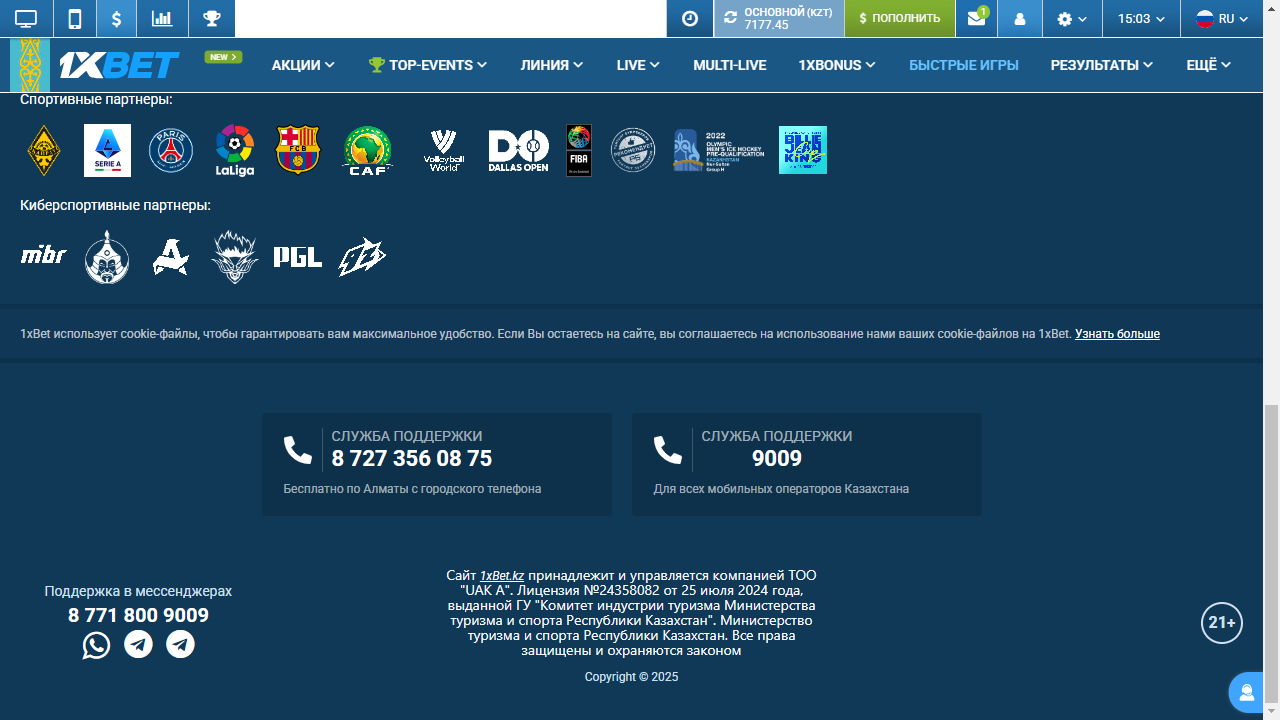 ОСНОВНОЙ (KZT)
7177.45
$ ПОПОЛНИТЬ
1
15:03
RU
1XBET
NEW
АКЦИИ
TOP-EVENTS
ЛИНИЯ
LIVE
MULTI-LIVE
1XBONUS
БЫСТРЫЕ ИГРЫ
РЕЗУЛЬТАТЫ
ЕЩЁ
Спортивные партнеры:
SERIE A
PARIS
LaLiga
FCB
CAF
Volleyball
World
DALLAS OPEN
FIBA
2022
OLYMPIC
MEN'S ICE HOCKEY
PRE-QUALIFICATION
KAZAKHSTAN
Nur-Sultan
Group H
Киберспортивные партнеры:
mibr
PGL
1xBet использует cookie-файлы, чтобы гарантировать вам максимальное удобство. Если Вы остаетесь на сайте, вы соглашаетесь на использование нами ваших cookie-файлов на 1xBet. Узнать больше
СЛУЖБА ПОДДЕРЖКИ
8 727 356 08 75
Бесплатно по Алматы с городского телефона
СЛУЖБА ПОДДЕРЖКИ
9009
Для всех мобильных операторов Казахстана
Поддержка в мессенджерах
8 771 800 9009
Сайт 1xBet.kz принадлежит и управляется компанией ТОО
"UAK A". Лицензия №24358082 от 25 июля 2024 года,
выданной ГУ "Комитет индустрии туризма Министерства
туризма и спорта Республики Казахстан". Министерство
туризма и спорта Республики Казахстан. Все права
защищены и охраняются законом
Copyright © 2025
21+